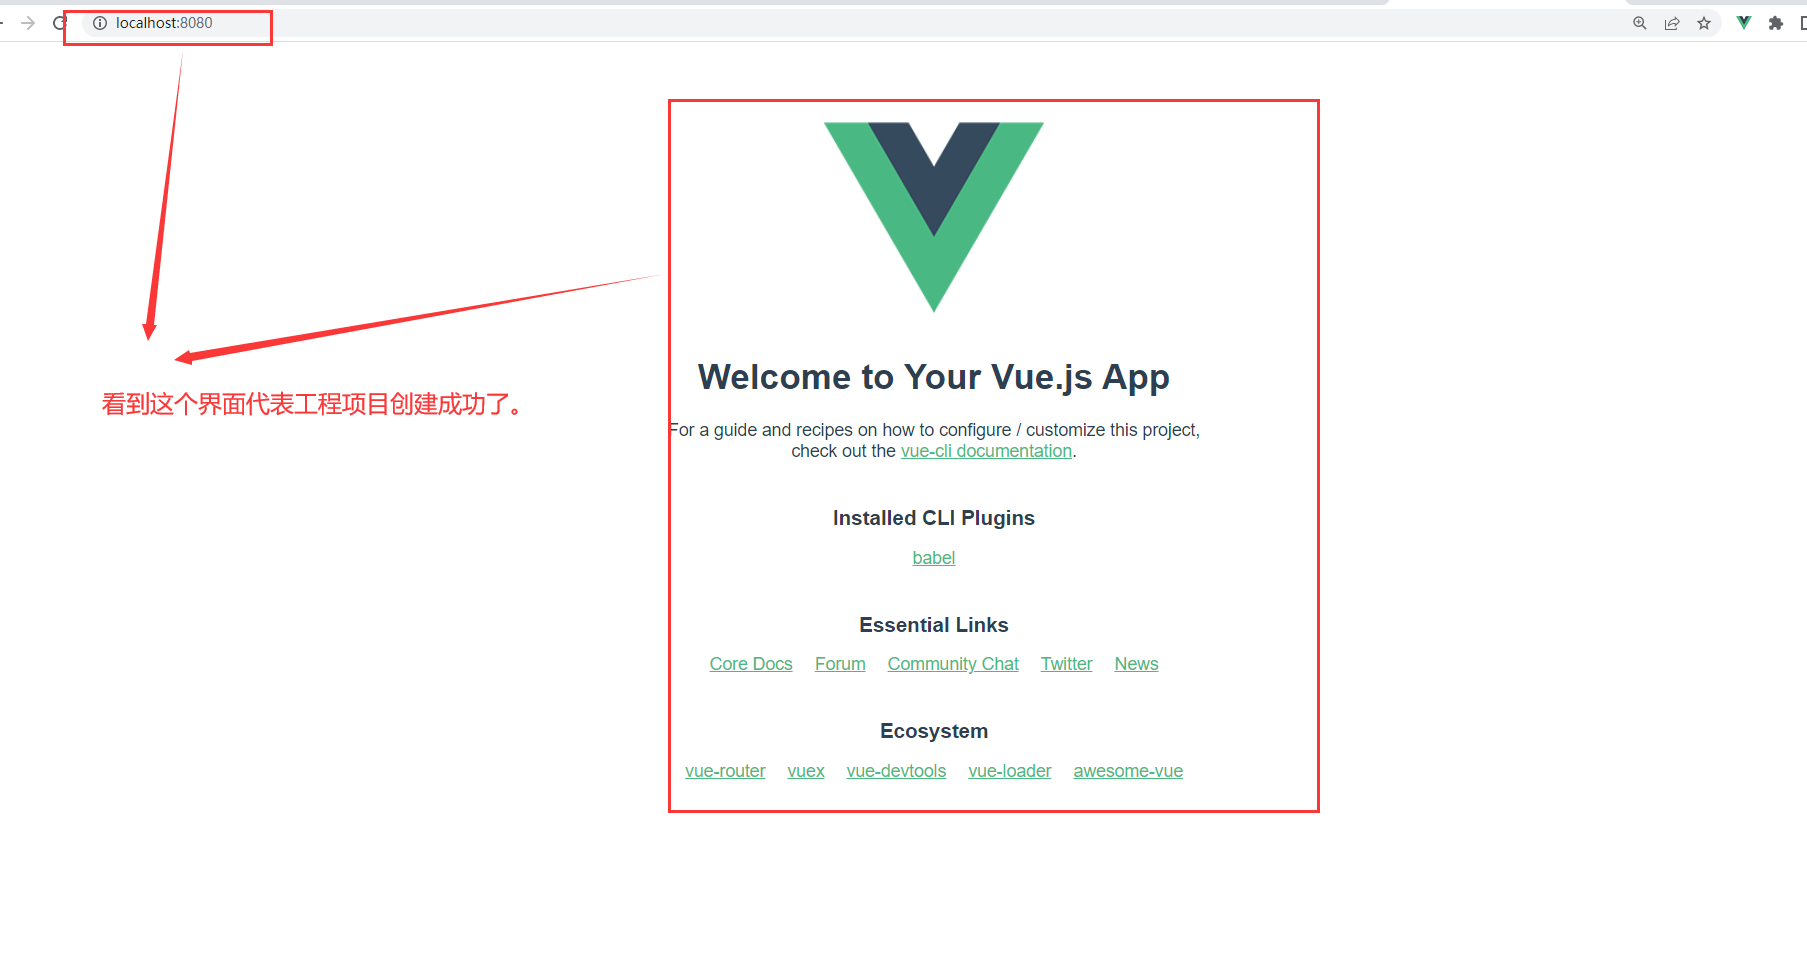 localhost:8080
Welcome to Your Vue.js App
看到这个界面代表工程项目创建成功了。
For a guide and recipes on how to configure / customize this project,
check out the vue-cli documentation.
Installed CLI Plugins
babel
Essential Links
Core Docs Forum Community Chat Twitter News
Ecosystem
vue-router vuex vue-devtools vue-loader awesome-vue